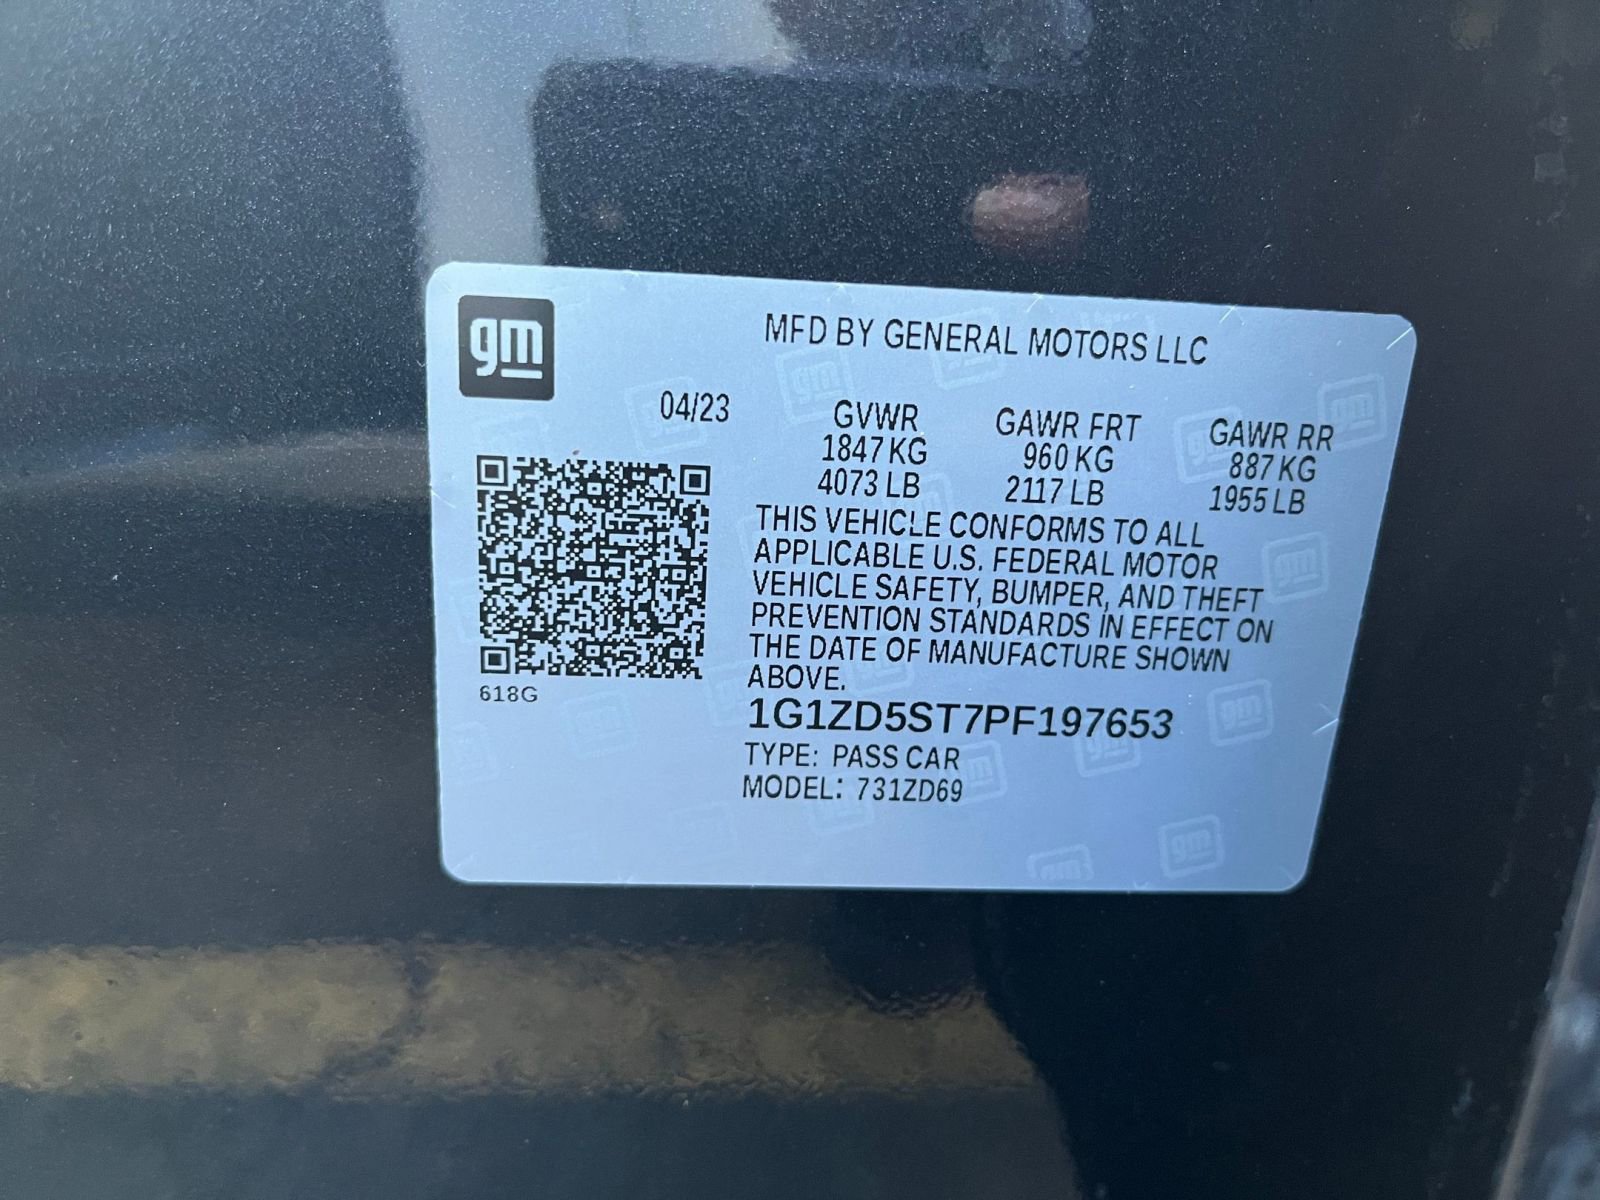 gm
MFD BY GENERAL MOTORS LLC
04/23
GVWR GAWR FRT GAWR RR
1847 KG 960 KG 887 KG
4073 LB 2117 LB 1955 LB
THIS VEHICLE CONFORMS TO ALL
APPLICABLE U.S. FEDERAL MOTOR
VEHICLE SAFETY, BUMPER, AND THEFT
PREVENTION STANDARDS IN EFFECT ON
THE DATE OF MANUFACTURE SHOWN
ABOVE.
618G
1G1ZD5ST7PF197653
TYPE: PASS CAR
MODEL: 731ZD69